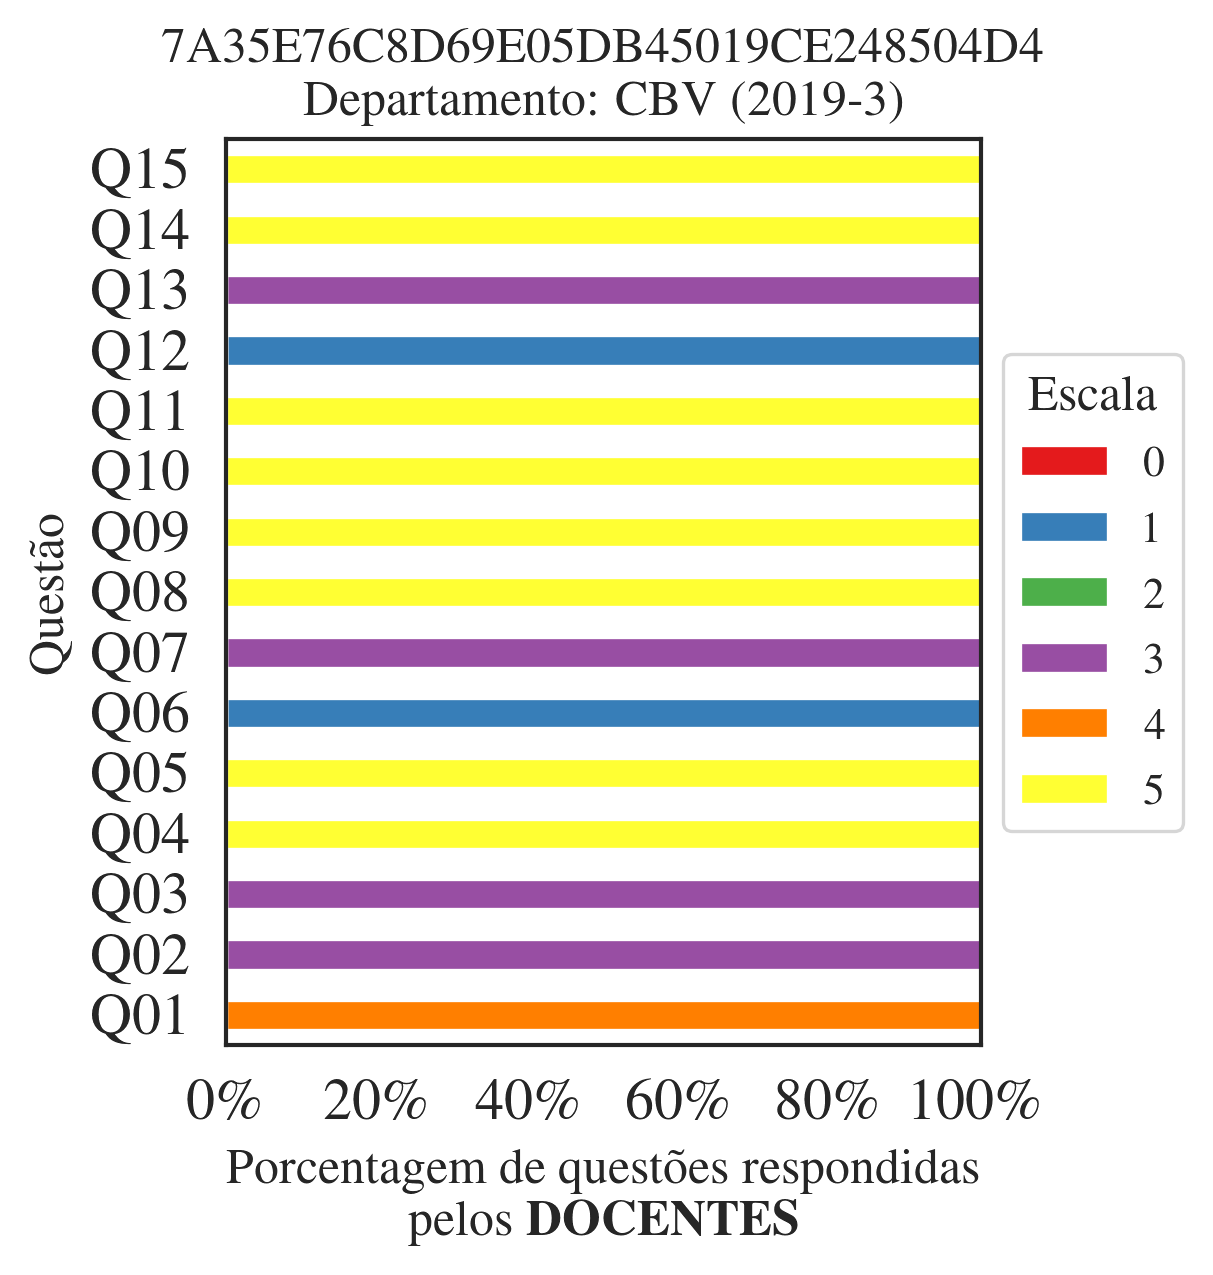 7A35E76C8D69E05DB45019CE248504D4
Departamento: CBV (2019-3)
Questão
Q15
Q14
Q13
Q12
Q11
Q10
Q09
Q08
Q07
Q06
Q05
Q04
Q03
Q02
Q01
0% 20% 40% 60% 80% 100%
Porcentagem de questões respondidas
pelos DOCENTES
Escala
0
1
2
3
4
5